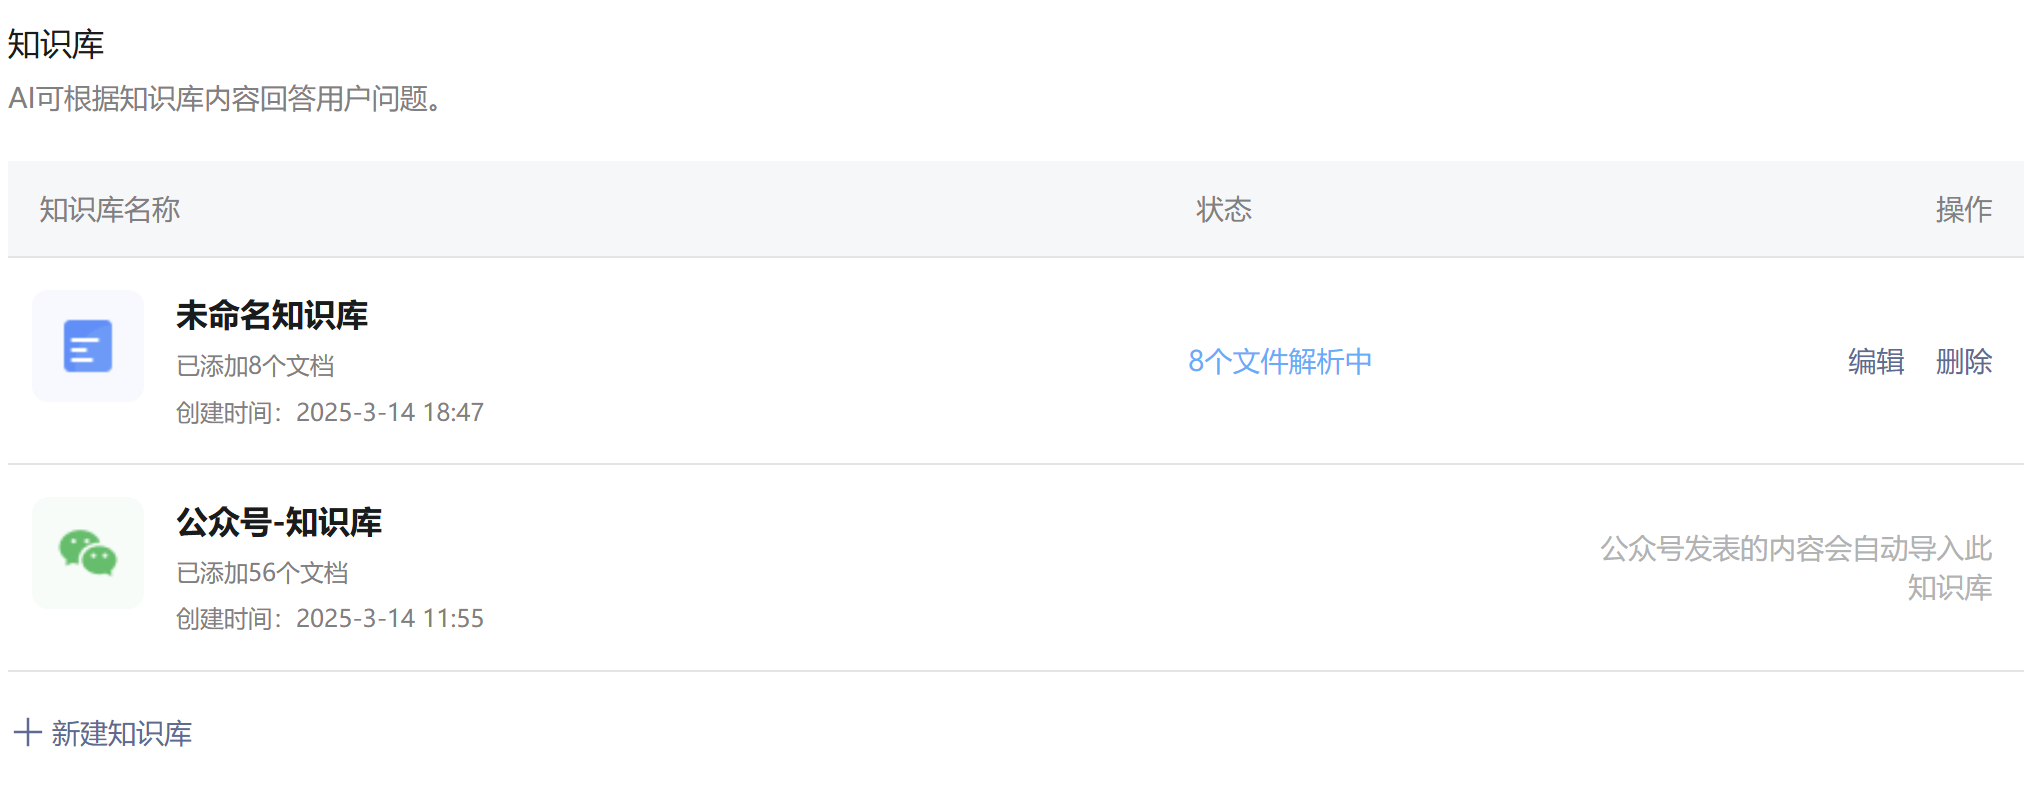 知识库
AI可根据知识库内容回答用户问题。
知识库名称 状态 操作
未命名知识库
已添加8个文档
创建时间：2025-3-14 18:47
8个文件解析中
编辑 删除
公众号-知识库
已添加56个文档
创建时间：2025-3-14 11:55
公众号发表的内容会自动导入此
知识库
新建知识库